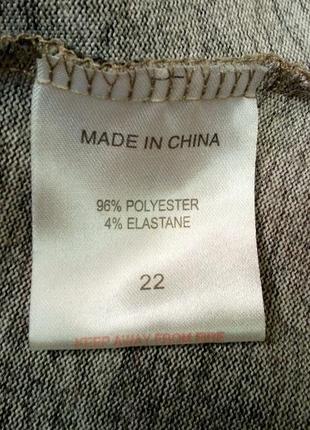 MADE IN CHINA
96% POLYESTER
4% ELASTANE
22
KEEP AWAY FROM FIRE